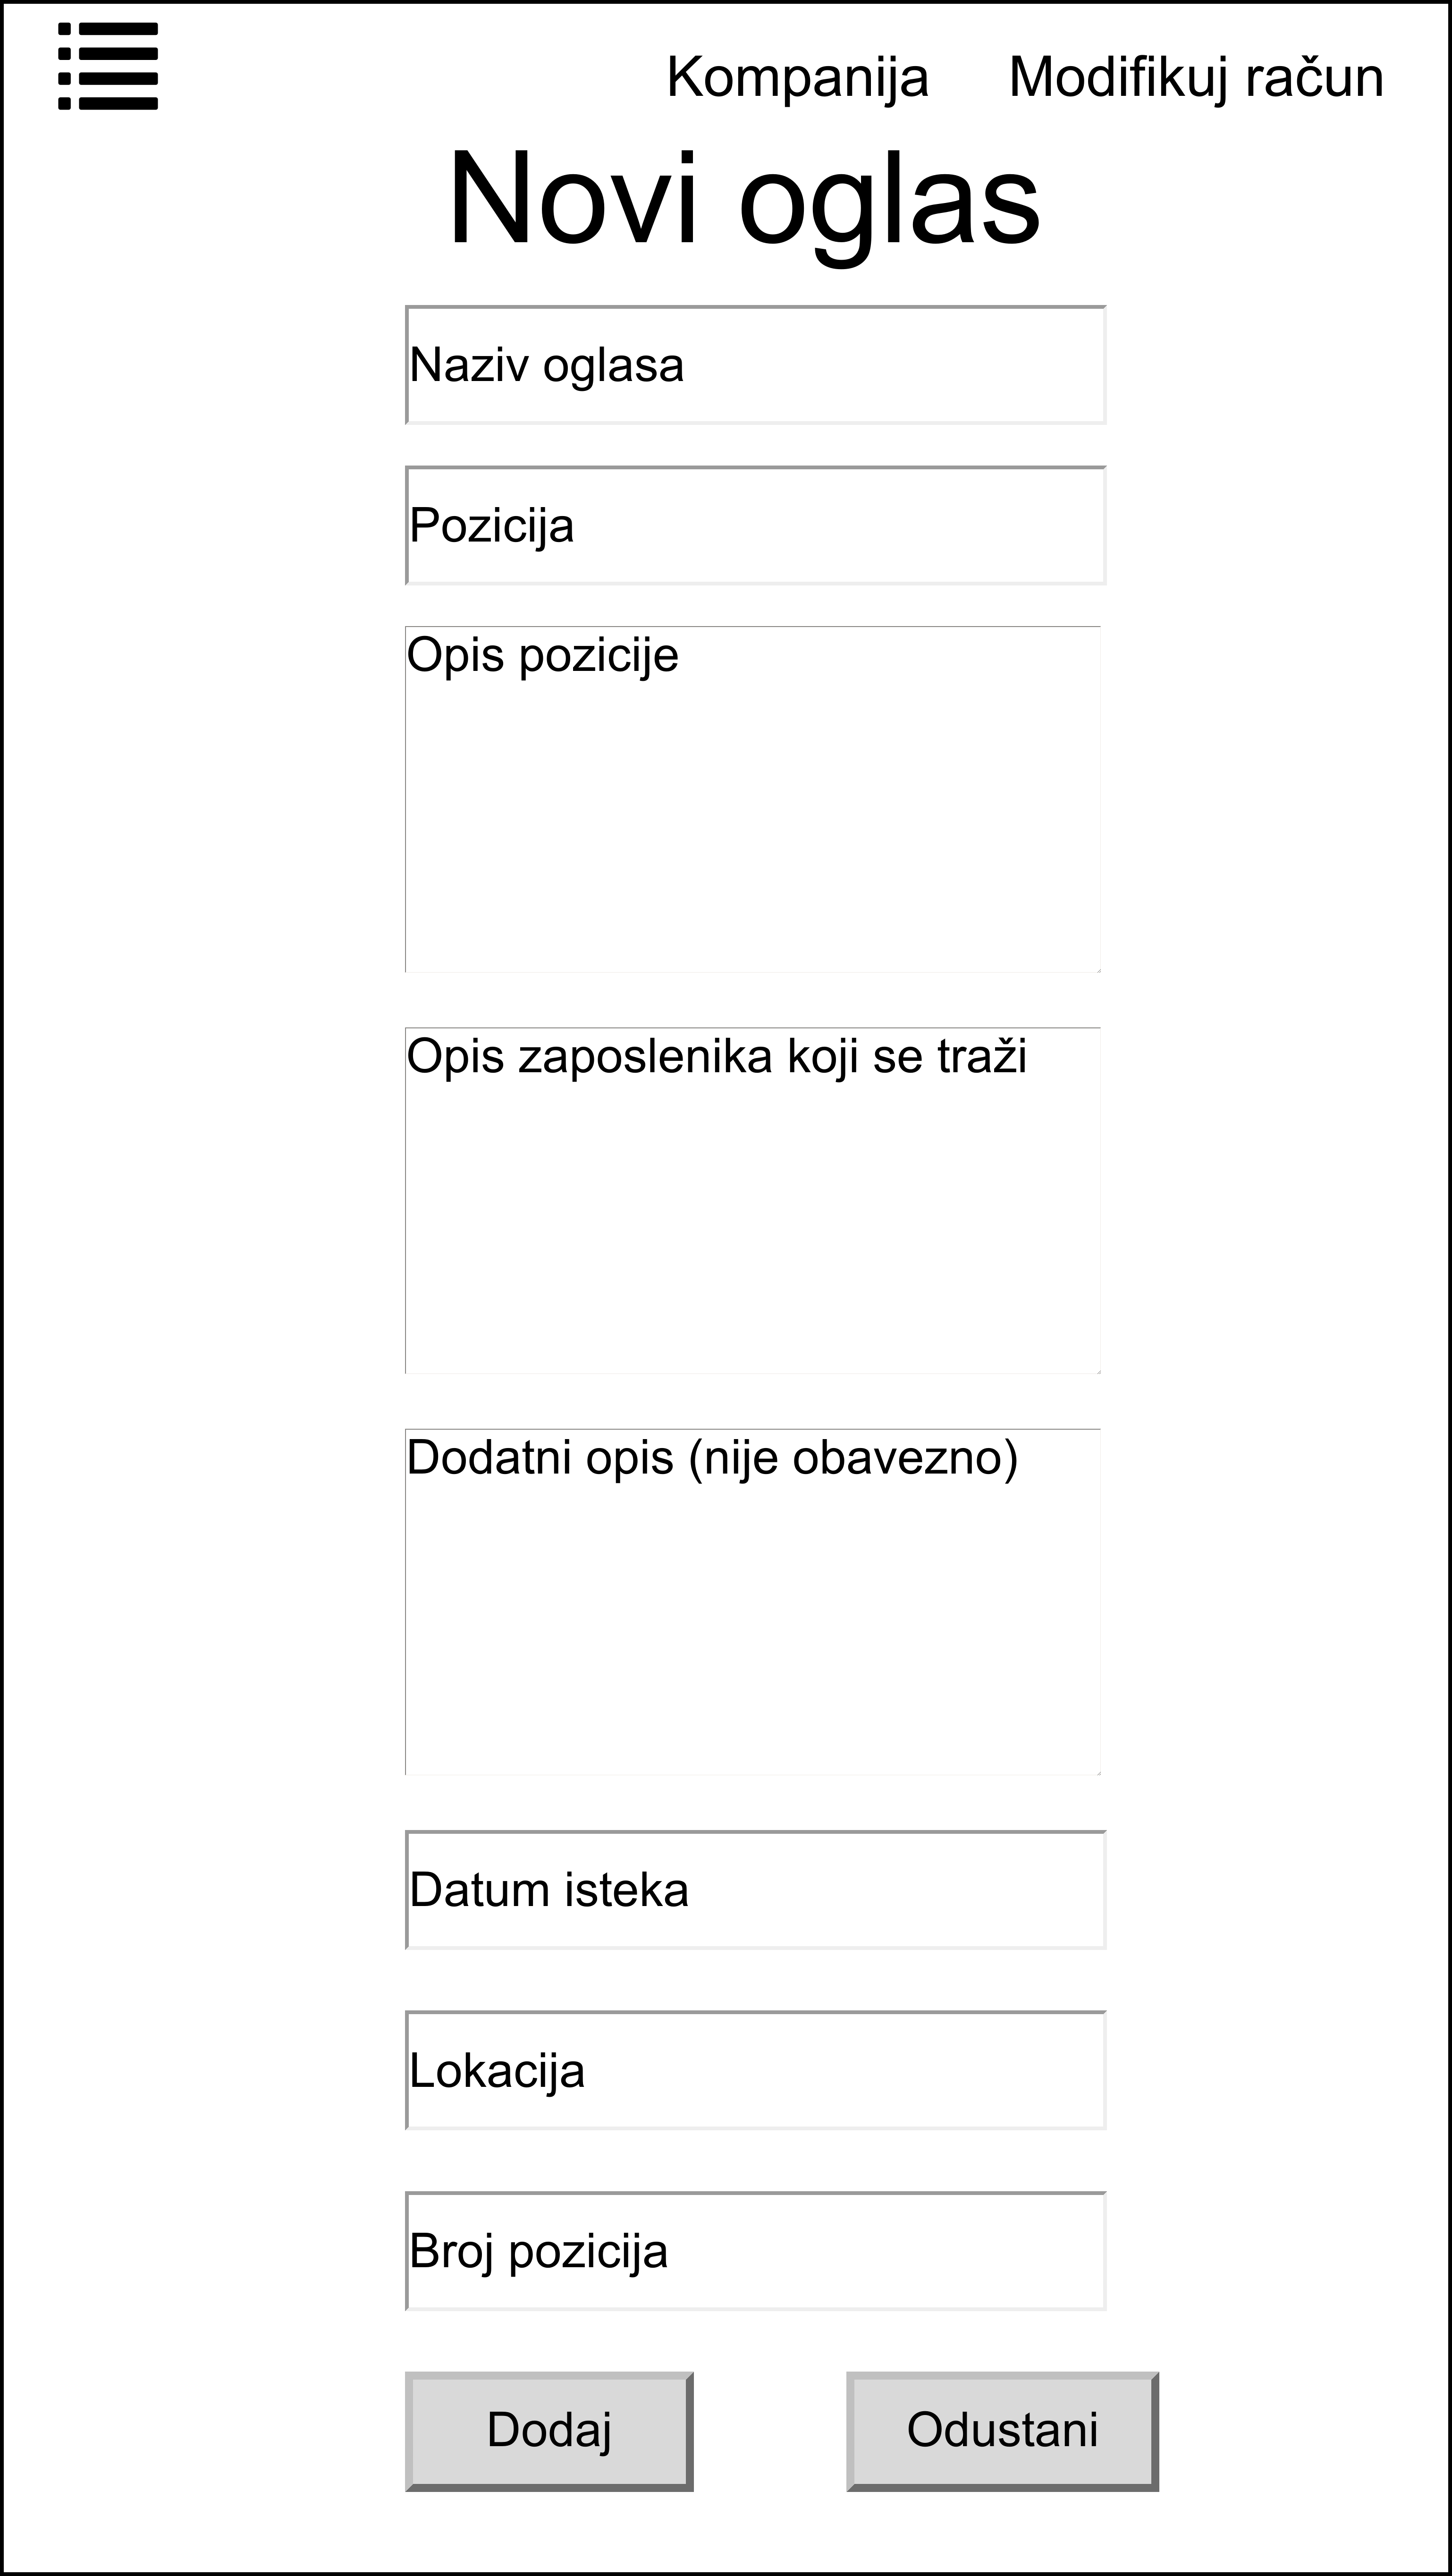 Kompanija Modifikuj račun
Novi oglas
Naziv oglasa
Pozicija
Opis pozicije
Opis zaposlenika koji se traži
Dodatni opis (nije obavezno)
Datum isteka
Lokacija
Broj pozicija
Dodaj Odustani